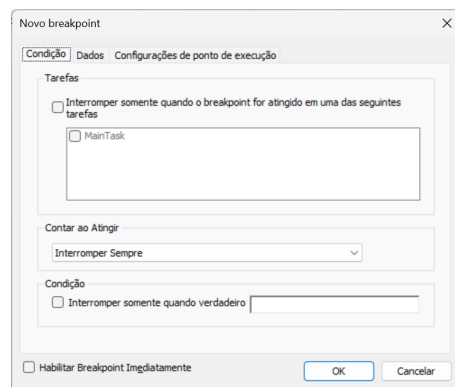 Novo breakpoint
Condição Dados Configurações de ponto de execução
Tarefas
Interromper somente quando o breakpoint for atingido em uma das seguintes
tarefas
MainTask
Contar ao Atingir
Interromper Sempre
Condição
Interromper somente quando verdadeiro
Habilitar Breakpoint Imediatamente
OK Cancelar